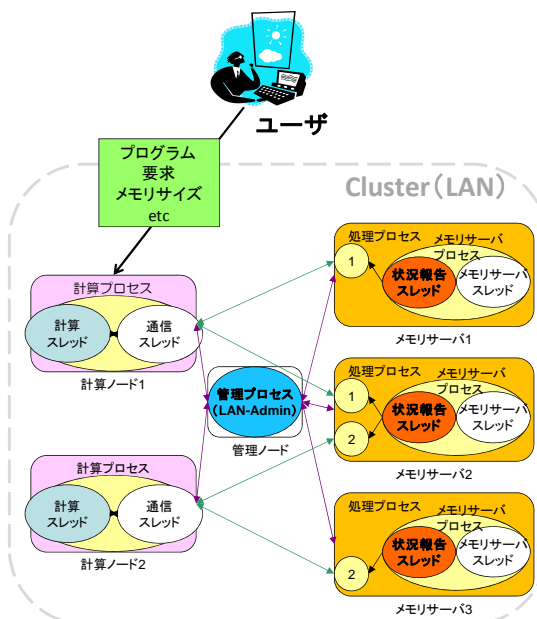 ユーザ
プログラム
要求
メモリサイズ
etc
Cluster(LAN)
計算プロセス
計算
スレッド
通信
スレッド
計算ノード1
計算プロセス
計算
スレッド
通信
スレッド
計算ノード2
管理プロセス
(LAN-Admin)
管理ノード
処理プロセス
メモリサーバ
プロセス
1
状況報告
スレッド
メモリサーバ
スレッド
メモリサーバ1
処理プロセス
メモリサーバ
プロセス
1
2
状況報告
スレッド
メモリサーバ
スレッド
メモリサーバ2
処理プロセス
メモリサーバ
プロセス
2
状況報告
スレッド
メモリサーバ
スレッド
メモリサーバ3